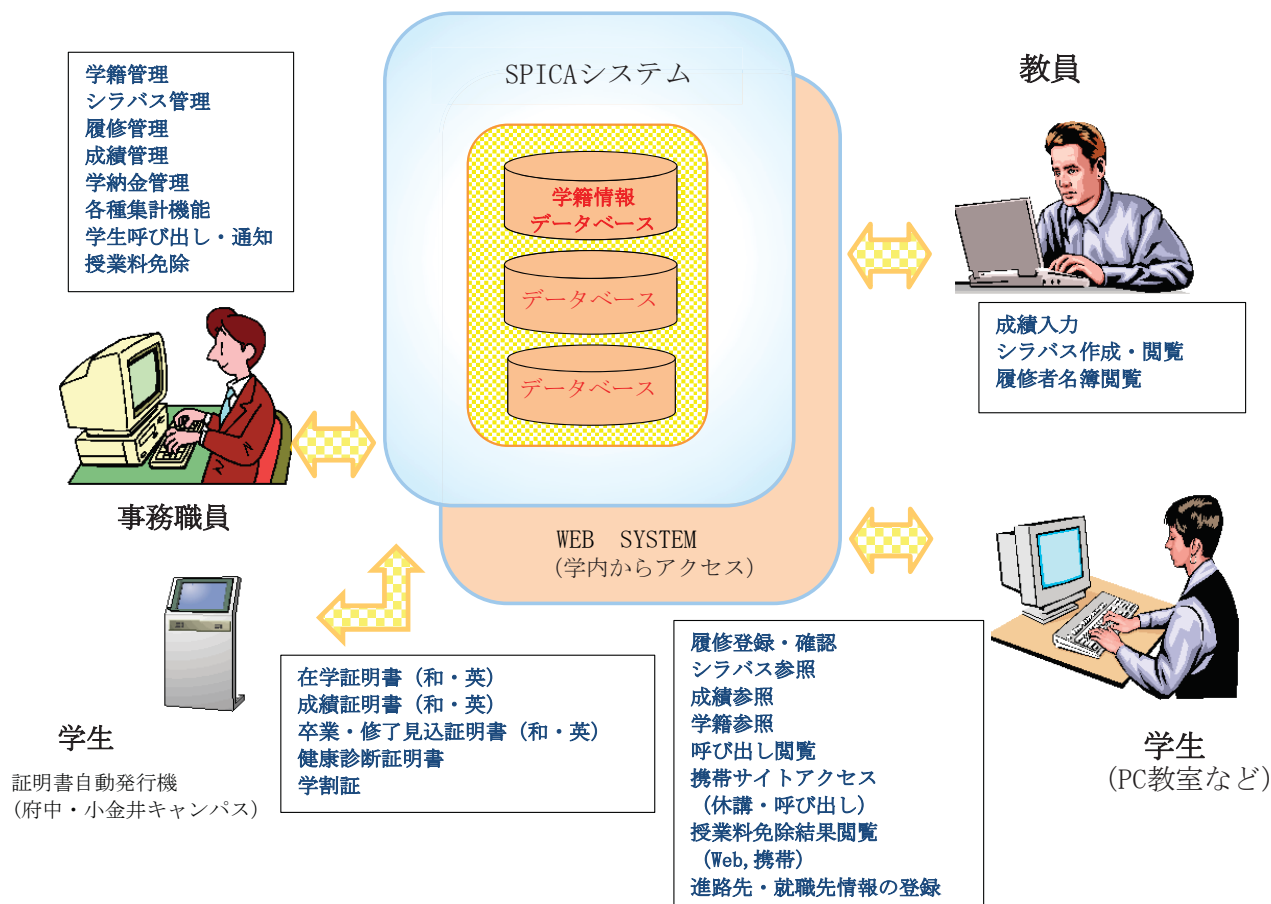 学籍管理
シラバス管理
履修管理
成績管理
学納金管理
各種集計機能
学生呼び出し・通知
授業料免除
事務職員
SPICAシステム
学籍情報
データベース
データベース
データベース
WEB SYSTEM
(学内からアクセス)
教員
成績入力
シラバス作成・閲覧
履修者名簿閲覧
学生
証明書自動発行機
(府中・小金井キャンパス)
在学証明書(和・英)
成績証明書(和・英)
卒業・修了見込証明書(和・英)
健康診断証明書
学割証
履修登録・確認
シラバス参照
成績参照
学籍参照
呼び出し閲覧
携帯サイトアクセス
(休講・呼び出し)
授業料免除結果閲覧
(Web,携帯)
進路先・就職先情報の登録
学生
(PC教室など)